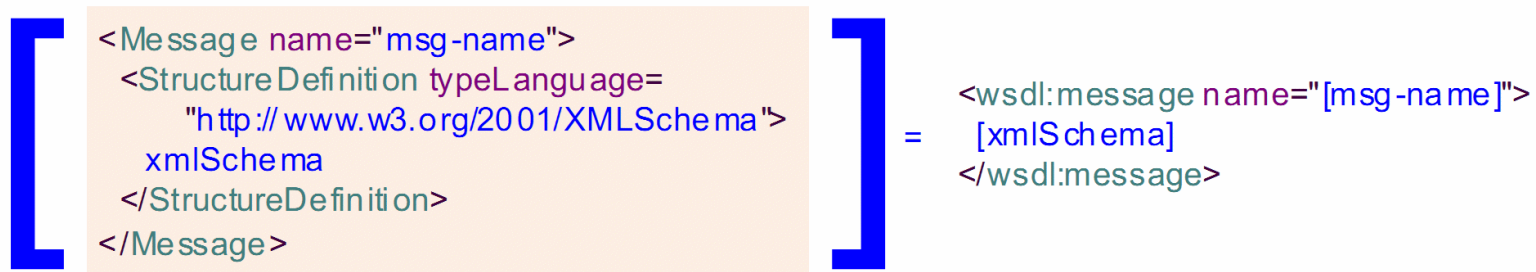 [
<Message name="msg-name">
<StructureDefinition typeLanguage=
"http://www.w3.org/2001/XMLSchema">
xmlSchema
</StructureDefinition>
</Message>
]
=
<wsdl:message name="[msg-name]">
[xmlSchema]
</wsdl:message>